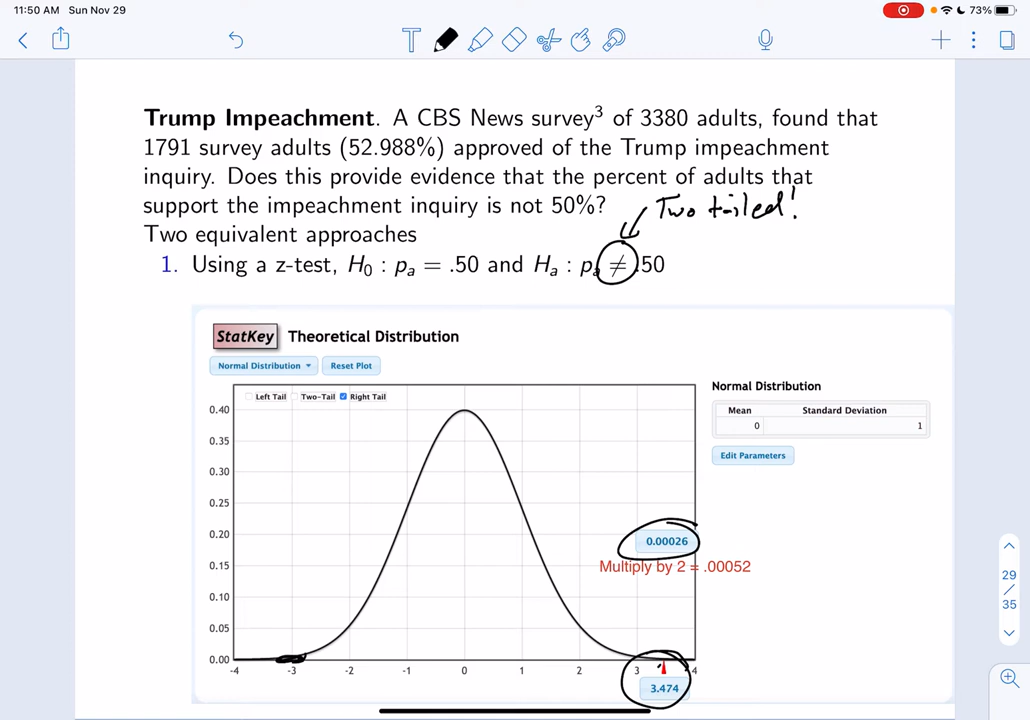 11:50 AM Sun Nov 29
73%
Trump Impeachment. A CBS News survey³ of 3380 adults, found that
1791 survey adults (52.988%) approved of the Trump impeachment
inquiry. Does this provide evidence that the percent of adults that
support the impeachment inquiry is not 50%?
Two tailed!
Two equivalent approaches
1. Using a z-test, H₀ : pₐ = .50 and Hₐ : pₐ ≠ .50
StatKey Theoretical Distribution
Normal Distribution Reset Plot
Left Tail Two-Tail Right Tail
Normal Distribution
Mean Standard Deviation
0 1
Edit Parameters
0.40
0.35
0.30
0.25
0.20
0.15
0.10
0.05
0.00
0.00026
Multiply by 2 = .00052
-4 -3 -2 -1 0 1 2 3 4
3.474
29
/
35